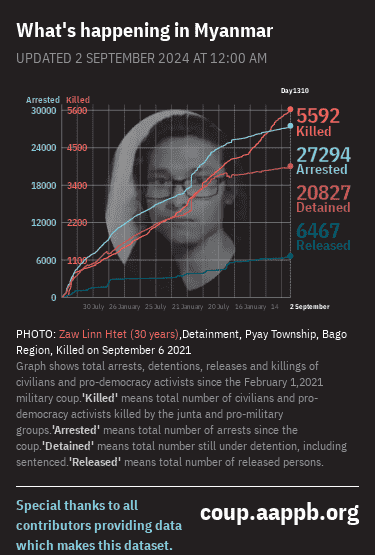 What's happening in Myanmar
UPDATED 2 SEPTEMBER 2024 AT 12:00 AM
Day1310
Arrested Killed
30000 5600
24000 4500
18000 3400
12000 2200
6000 1100
0
5592
Killed
27294
Arrested
20827
Detained
6467
Released
30 July 26 January 25 July 21 January 20 July 16 January 14 2 September
PHOTO: Zaw Linn Htet (30 years),Detainment, Pyay Township, Bago
Region, Killed on September 6 2021
Graph shows total arrests, detentions, releases and killings of
civilians and pro-democracy activists since the February 1,2021
military coup.'Killed' means total number of civilians and pro-
democracy activists killed by the junta and pro-military
groups.'Arrested' means total number of arrests since the
coup.'Detained' means total number still under detention, including
sentenced.'Released' means total number of released persons.
Special thanks to all
contributors providing data
which makes this dataset.
coup.aappb.org